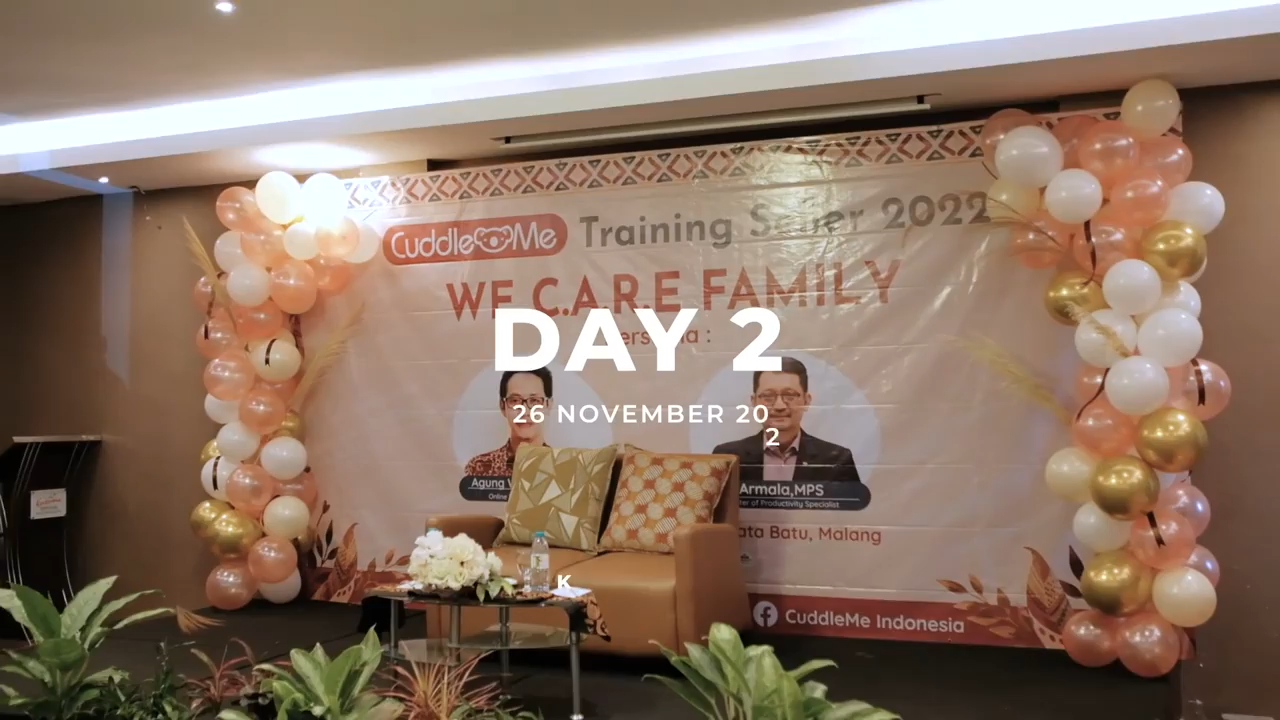 CuddleMe Training Seller 2022
WE C.A.R.E FAMILY
DAY 2
26 NOVEMBER 20
2
Agung
Armala,MPS
Online
of Productivity Specialist
Batu, Malang
K
CuddleMe Indonesia